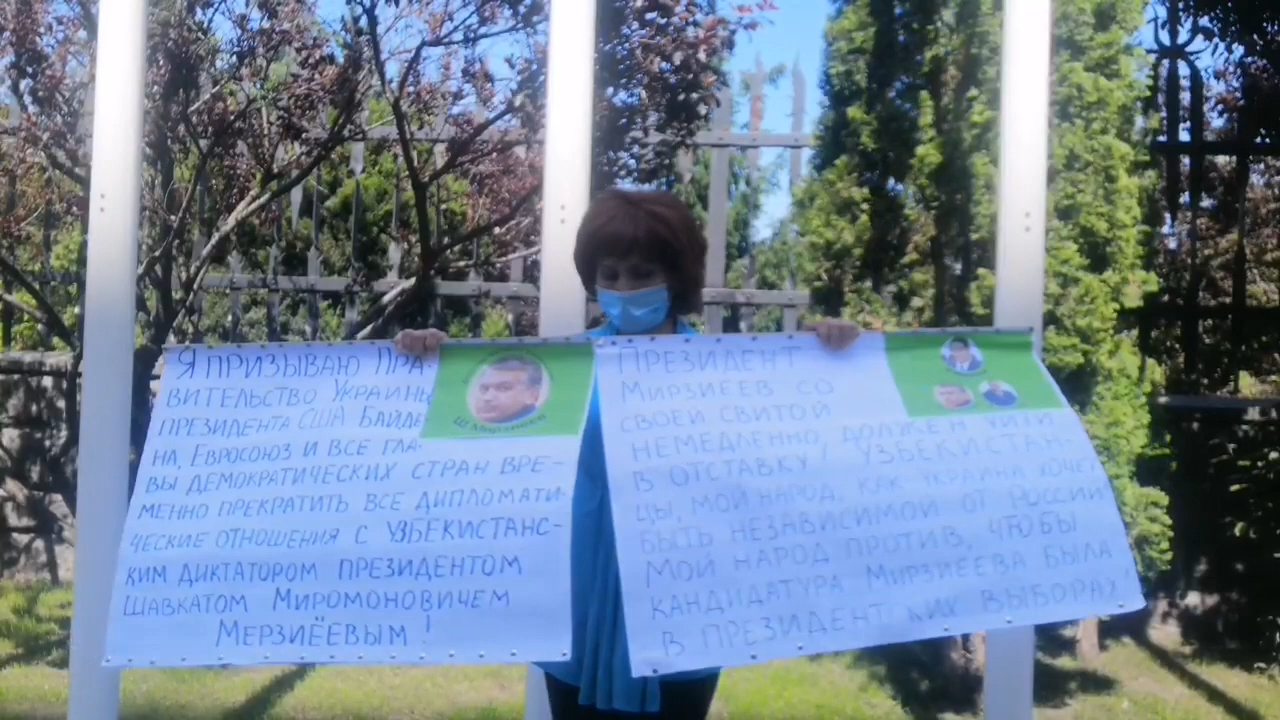 Я ПРИЗЫВАЮ ПРА-
ВИТЕЛЬСТВО УКРАИНЫ
ПРЕЗИДЕНТА США БАЙДЕ
НА, ЕВРОСОЮЗ И ВСЕ ГЛА-
ВЫ ДЕМОКРАТИЧЕСКИХ СТРАН ВРЕ-
МЕННО ПРЕКРАТИТЬ ВСЕ ДИПЛОМАТИ-
ЧЕСКИЕ ОТНОШЕНИЯ С УЗБЕКИСТАНС-
КИМ ДИКТАТОРОМ ПРЕЗИДЕНТОМ
ШАВКАТОМ МИРОМОНОВИЧЕМ
МЕРЗИЁЕВЫМ!
Ш. Мирзиёев
ПРЕЗИДЕНТ
МИРЗИЕЕВ СО
СВОЕЙ СВИТОЙ
НЕМЕДЛЕННО, ДОЛЖЕН УЙТИ
В ОТСТАВКУ! УЗБЕКИСТАН-
ЦЫ, МОЙ НАРОД, КАК УКРАИНА ХОЧЕТ
БЫТЬ НЕЗАВИСИМОЙ ОТ РОССИИ
МОЙ НАРОД ПРОТИВ, ЧТОБЫ
КАНДИДАТУРА МИРЗИЁЕВА БЫЛА
В ПРЕЗИДЕНТСКИХ ВЫБОРАХ!